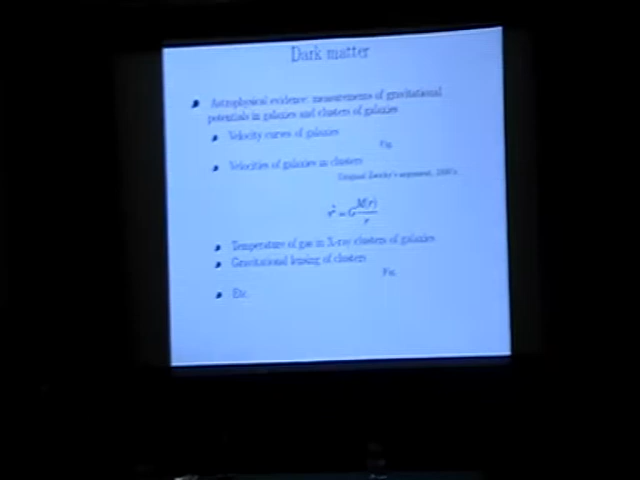 Dark matter
Astrophysical evidence: measurements of gravitational
potentials in galaxies and clusters of galaxies
Velocity curves of galaxies
Fig.
Velocities of galaxies in clusters
Original Zwicky's argument, 1930's
v² = G M(r)/r
Temperature of gas in X-ray clusters of galaxies
Gravitational lensing of clusters
Fig.
Etc.